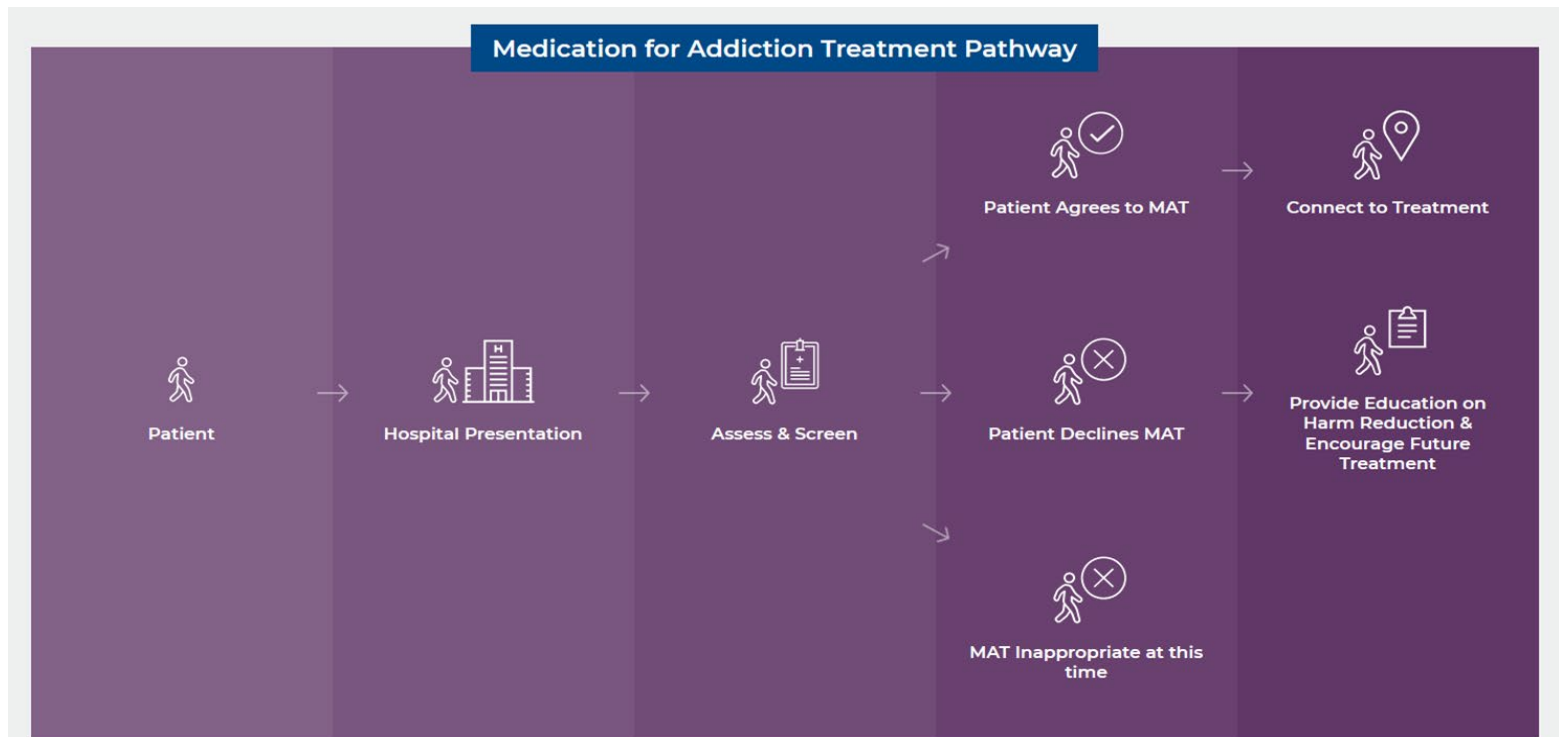 Medication for Addiction Treatment Pathway
Patient
Hospital Presentation
H
Assess & Screen
Patient Agrees to MAT
Connect to Treatment
Patient Declines MAT
Provide Education on
Harm Reduction &
Encourage Future
Treatment
MAT Inappropriate at this
time